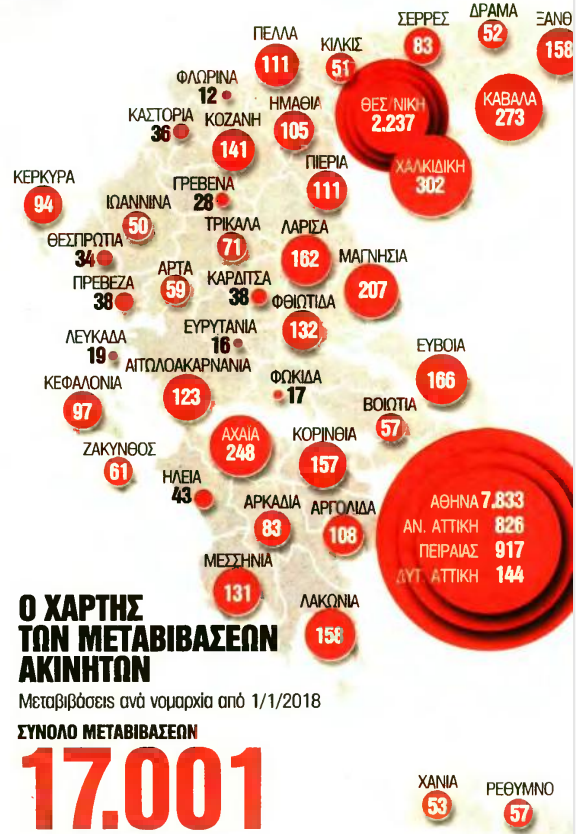 ΣΕΡΡΕΣ
83
ΔΡΑΜΑ
52
ΞΑΝΘ
158
ΠΕΛΛΑ
111
ΚΙΛΚΙΣ
51
ΦΛΩΡΙΝΑ
12
ΚΑΣΤΟΡΙΑ
36
ΚΟΖΑΝΗ
141
ΗΜΑΘΙΑ
105
ΘΕΣ/ΝΙΚΗ
2.237
ΚΑΒΑΛΑ
273
ΧΑΛΚΙΔΙΚΗ
302
ΠΙΕΡΙΑ
111
ΚΕΡΚΥΡΑ
94
ΓΡΕΒΕΝΑ
28
ΙΩΑΝΝΙΝΑ
50
ΤΡΙΚΑΛΑ
71
ΛΑΡΙΣΑ
162
ΘΕΣΠΡΩΤΙΑ
34
ΜΑΓΝΗΣΙΑ
207
ΠΡΕΒΕΖΑ
38
ΑΡΤΑ
59
ΚΑΡΔΙΤΣΑ
38
ΦΘΙΩΤΙΔΑ
132
ΛΕΥΚΑΔΑ
19
ΕΥΡΥΤΑΝΙΑ
16
ΕΥΒΟΙΑ
166
ΑΙΤΩΛΟΑΚΑΡΝΑΝΙΑ
123
ΚΕΦΑΛΟΝΙΑ
97
ΦΩΚΙΔΑ
17
ΒΟΙΩΤΙΑ
57
ΖΑΚΥΝΘΟΣ
61
ΑΧΑΪΑ
248
ΚΟΡΙΝΘΙΑ
157
ΗΛΕΙΑ
43
ΑΡΚΑΔΙΑ
83
ΑΡΓΟΛΙΔΑ
108
ΑΘΗΝΑ 7.833
ΑΝ. ΑΤΤΙΚΗ 826
ΠΕΙΡΑΙΑΣ 917
ΔΥΤ. ΑΤΤΙΚΗ 144
ΜΕΣΣΗΝΙΑ
131
ΛΑΚΩΝΙΑ
158
Ο ΧΑΡΤΗΣ
ΤΩΝ ΜΕΤΑΒΙΒΑΣΕΩΝ
ΑΚΙΝΗΤΩΝ
Μεταβιβάσεις ανά νομαρχία από 1/1/2018
ΣΥΝΟΛΟ ΜΕΤΑΒΙΒΑΣΕΩΝ
17.001
ΧΑΝΙΑ
53
ΡΕΘΥΜΝΟ
57